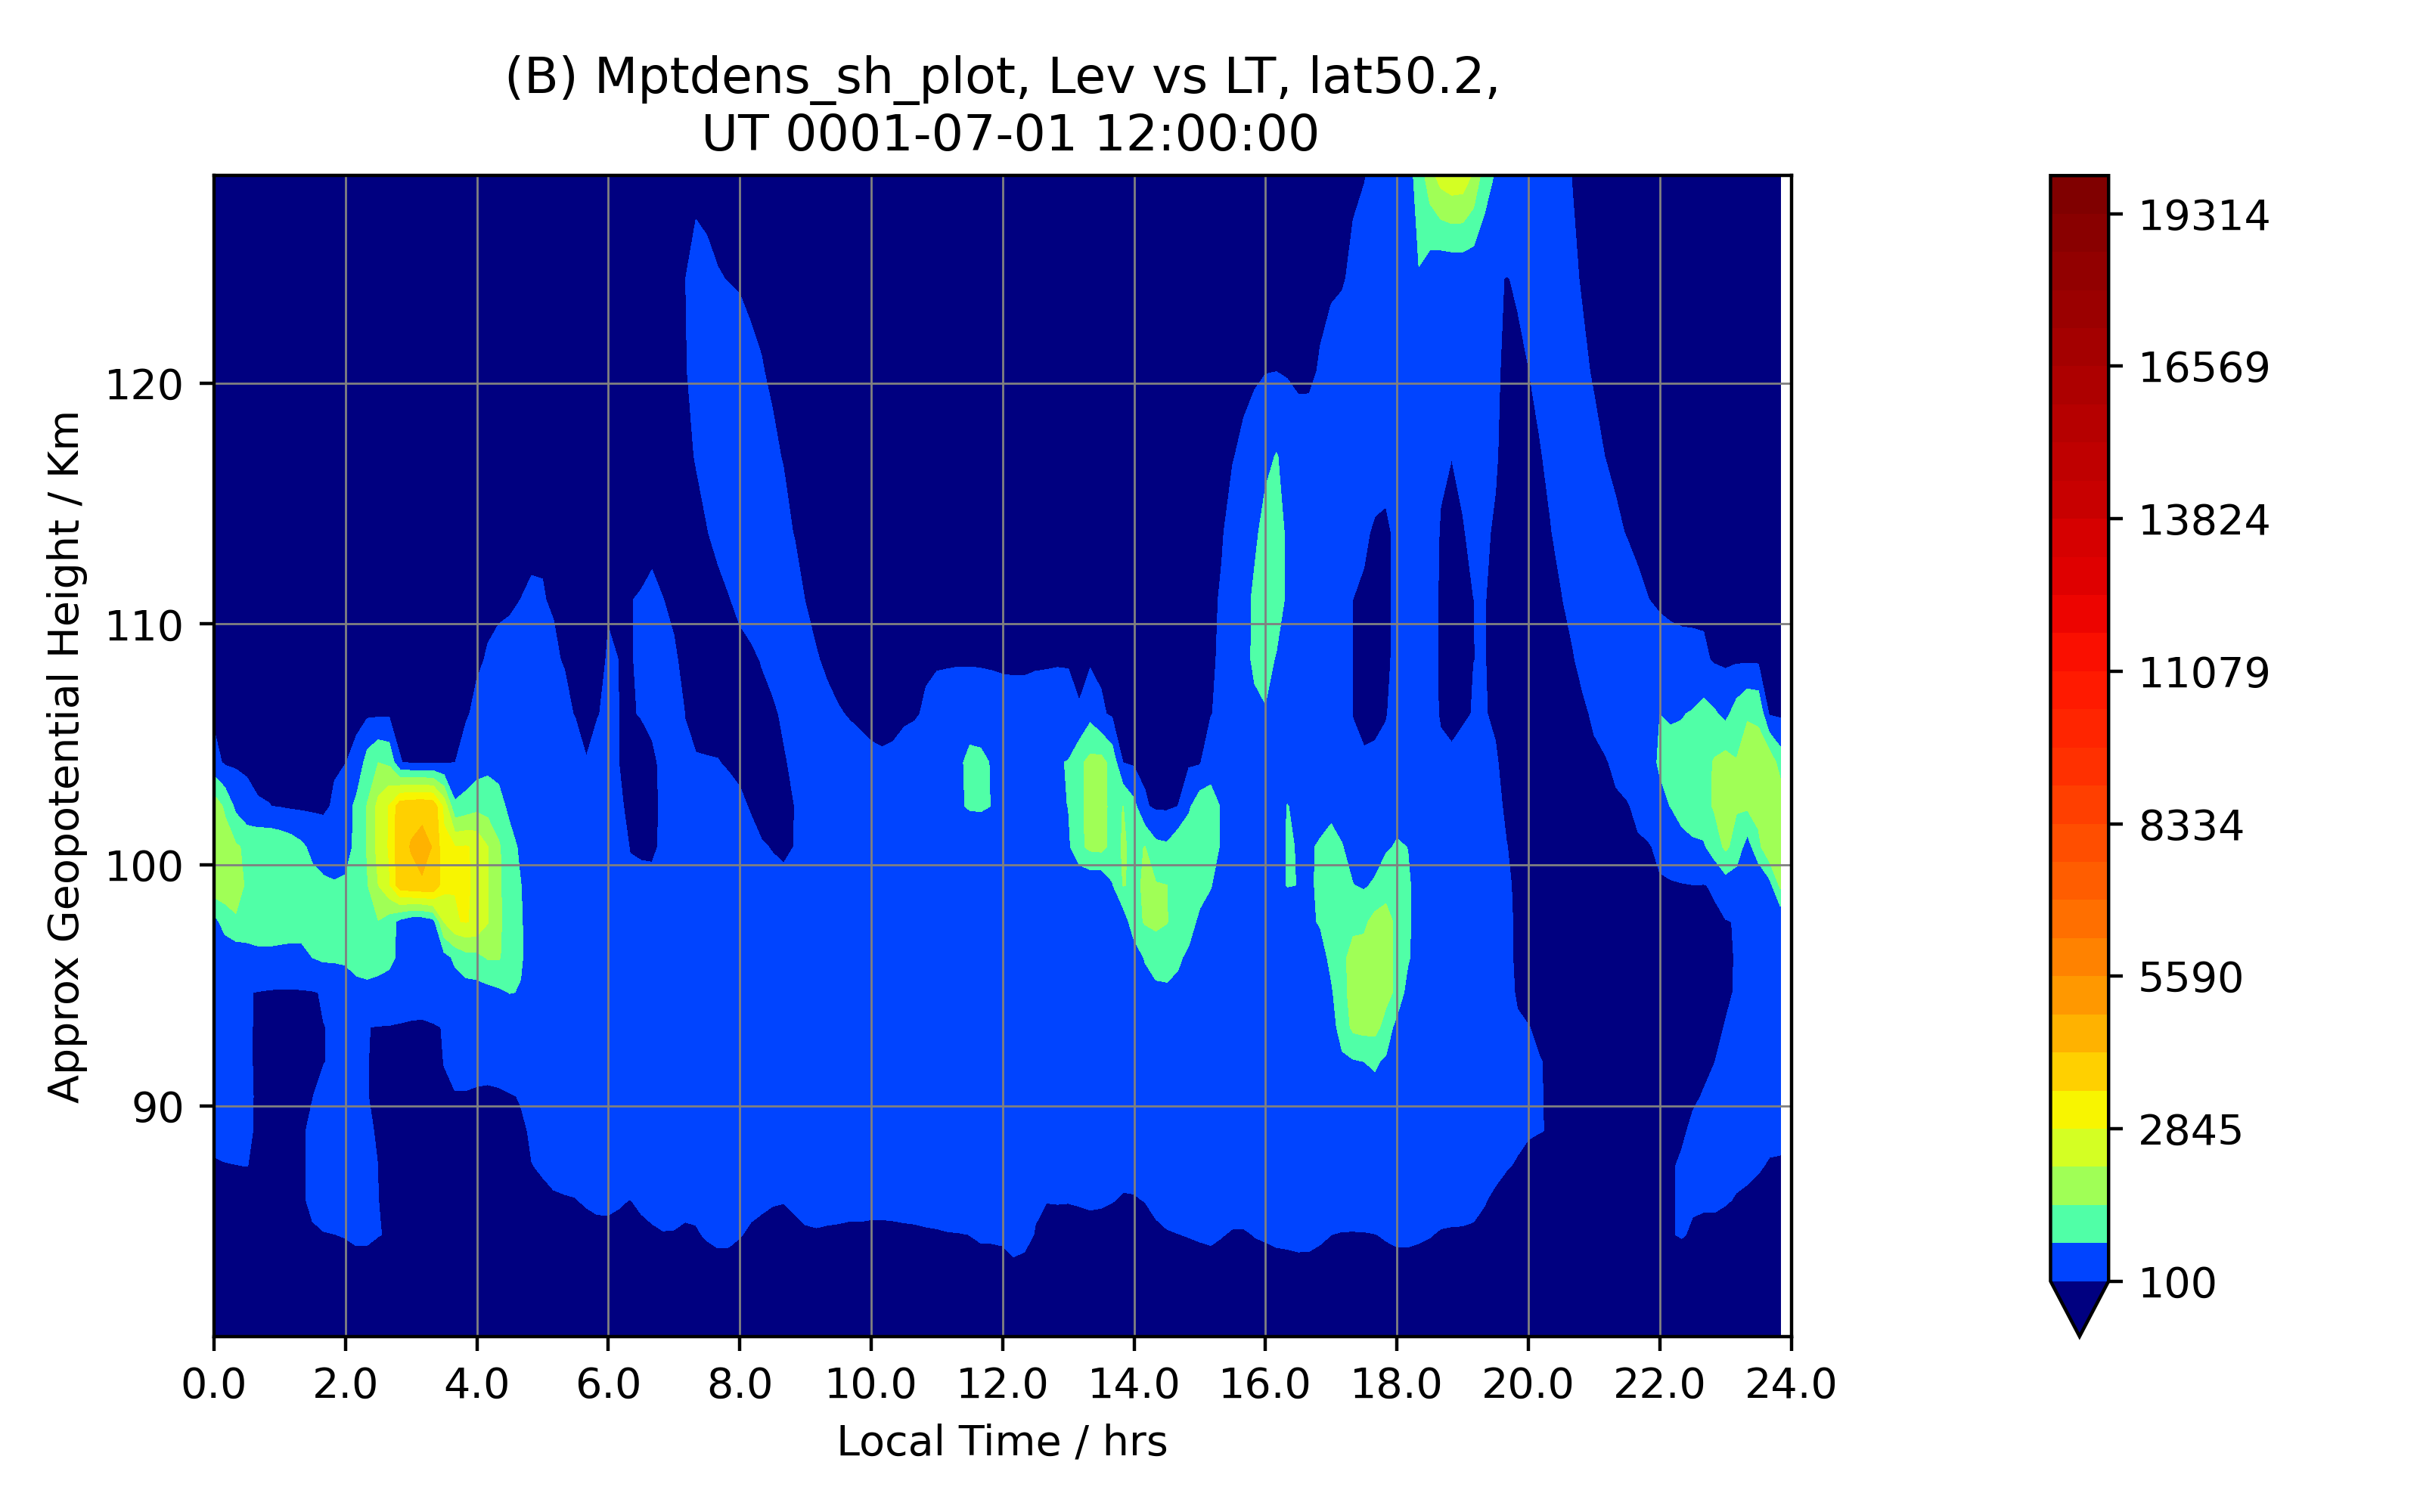 (B) Mptdens_sh_plot, Lev vs LT, lat50.2,
UT 0001-07-01 12:00:00
Approx Geopotential Height / Km
120
110
100
90
0.0 2.0 4.0 6.0 8.0 10.0 12.0 14.0 16.0 18.0 20.0 22.0 24.0
Local Time / hrs
19314
16569
13824
11079
8334
5590
2845
100